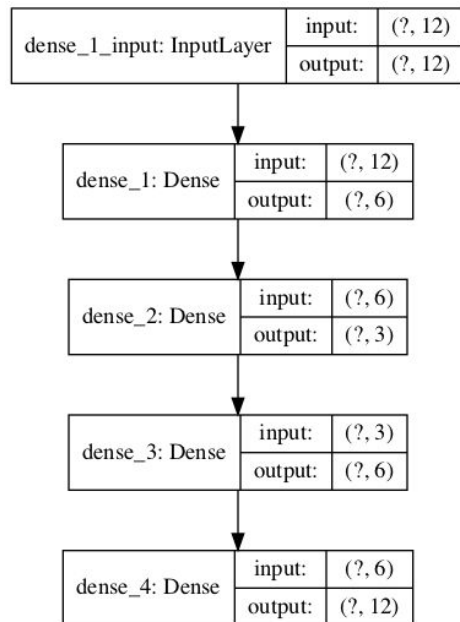 dense_1_input: InputLayer input: (?, 12)
output: (?, 12)
dense_1: Dense input: (?, 12)
output: (?, 6)
dense_2: Dense input: (?, 6)
output: (?, 3)
dense_3: Dense input: (?, 3)
output: (?, 6)
dense_4: Dense input: (?, 6)
output: (?, 12)